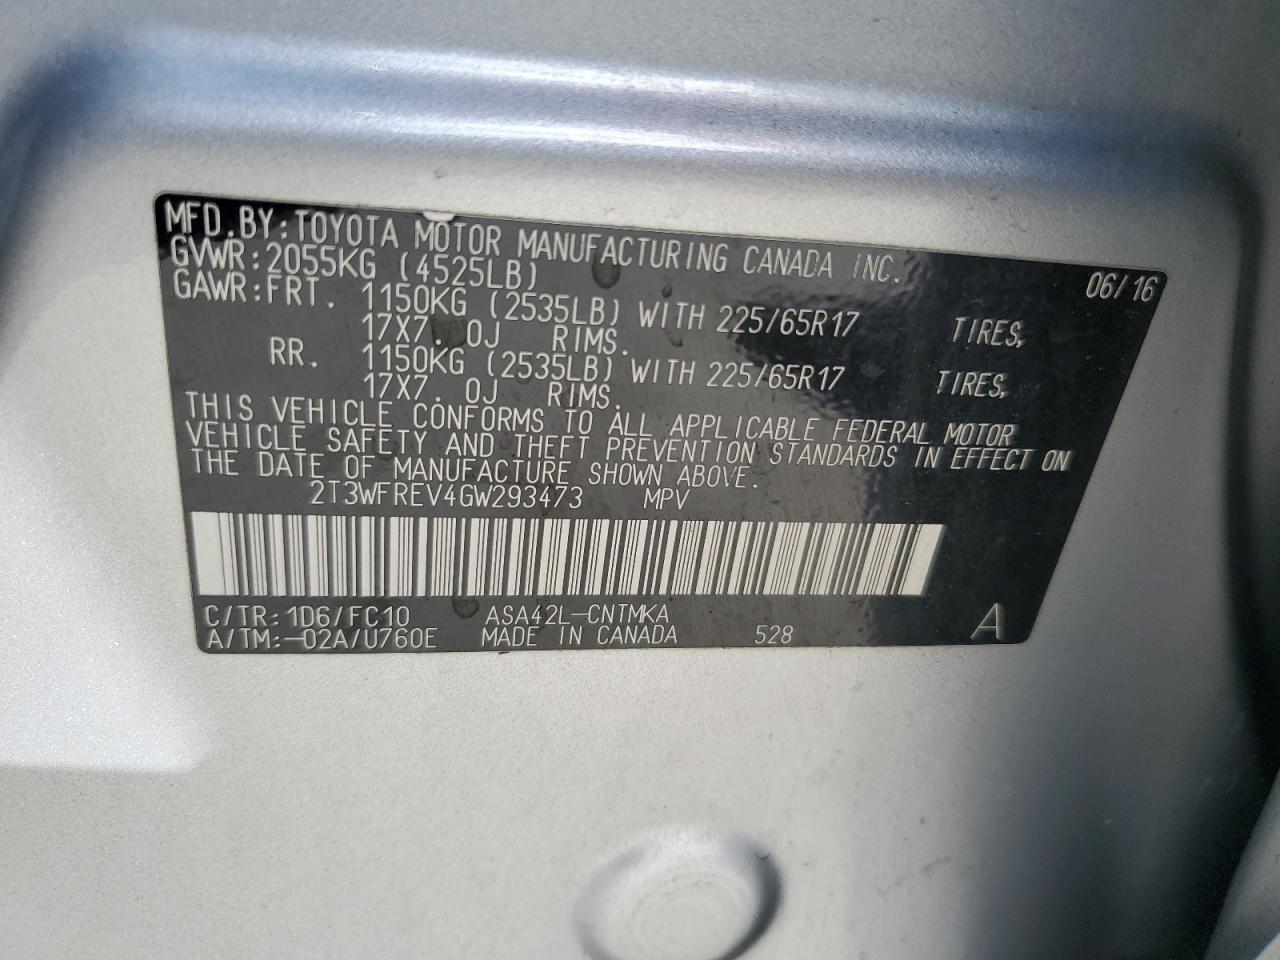 MFD.BY:TOYOTA MOTOR MANUFACTURING CANADA INC. 06/16
GVWR:2055KG (4525LB)
GAWR:FRT. 1150KG (2535LB) WITH 225/65R17 TIRES,
17X7.0J RIMS.
RR. 1150KG (2535LB) WITH 225/65R17 TIRES,
17X7.0J RIMS.
THIS VEHICLE CONFORMS TO ALL APPLICABLE FEDERAL MOTOR
VEHICLE SAFETY AND THEFT PREVENTION STANDARDS IN EFFECT ON
THE DATE OF MANUFACTURE SHOWN ABOVE.
2T3WFREV4GW293473 MPV
C/TR:1D6/FC10 ASA42L-CNTMKA
A/TM:-02A/U760E MADE IN CANADA 528 A